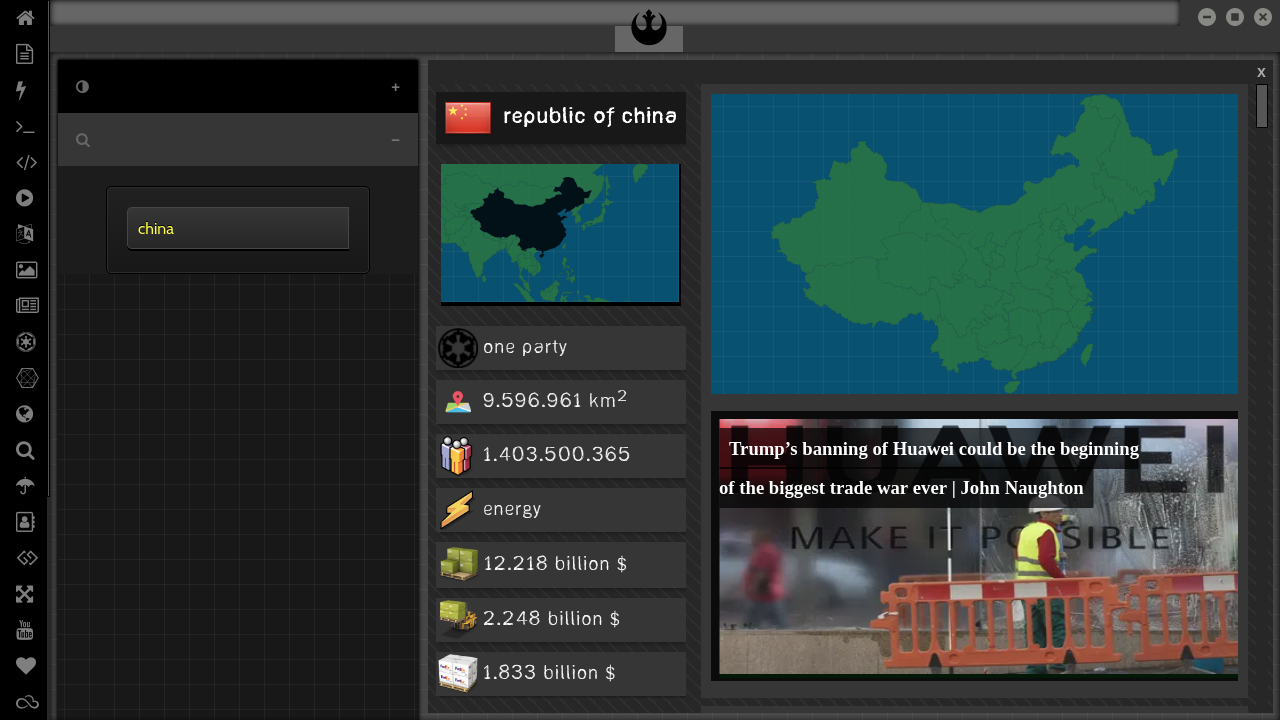 x
+
−
china
republic of china
one party
9.596.961 km²
1.403.500.365
energy
12.218 billion $
2.248 billion $
1.833 billion $
HUAWEI
Trump’s banning of Huawei could be the beginning
of the biggest trade war ever | John Naughton
MAKE IT POSSIBLE